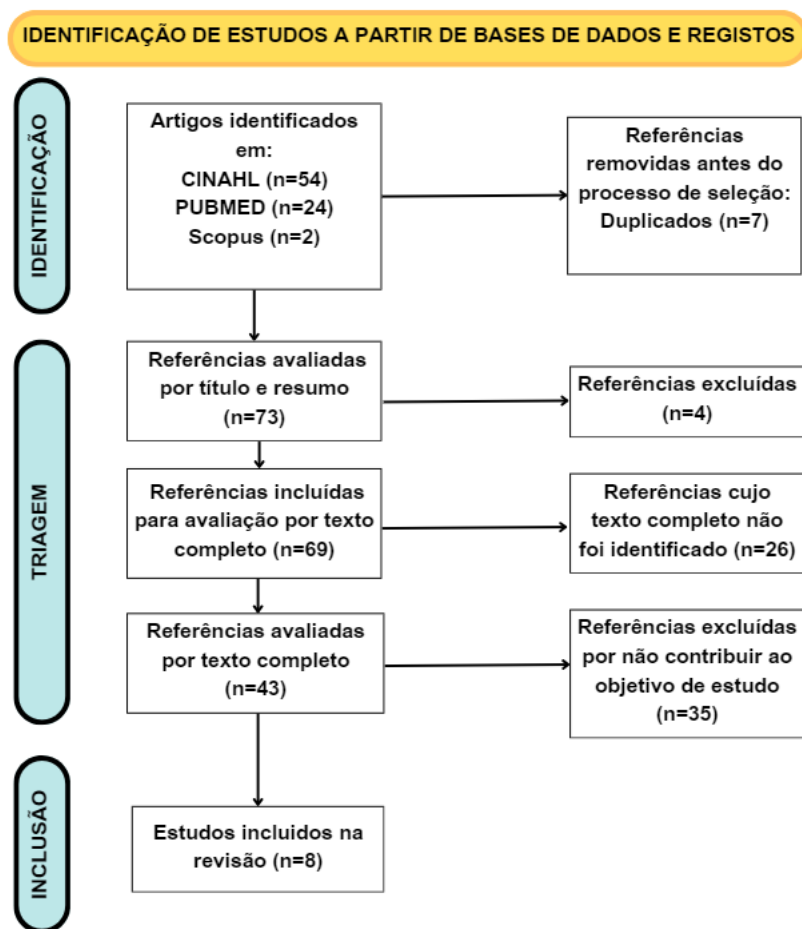 IDENTIFICAÇÃO DE ESTUDOS A PARTIR DE BASES DE DADOS E REGISTOS
IDENTIFICAÇÃO
Artigos identificados
em:
CINAHL (n=54)
PUBMED (n=24)
Scopus (n=2)
Referências
removidas antes do
processo de seleção:
Duplicados (n=7)
TRIAGEM
Referências avaliadas
por título e resumo
(n=73)
Referências excluídas
(n=4)
Referências incluídas
para avaliação por texto
completo (n=69)
Referências cujo
texto completo não
foi identificado (n=26)
Referências avaliadas
por texto completo
(n=43)
Referências excluídas
por não contribuir ao
objetivo de estudo
(n=35)
INCLUSÃO
Estudos incluidos na
revisão (n=8)